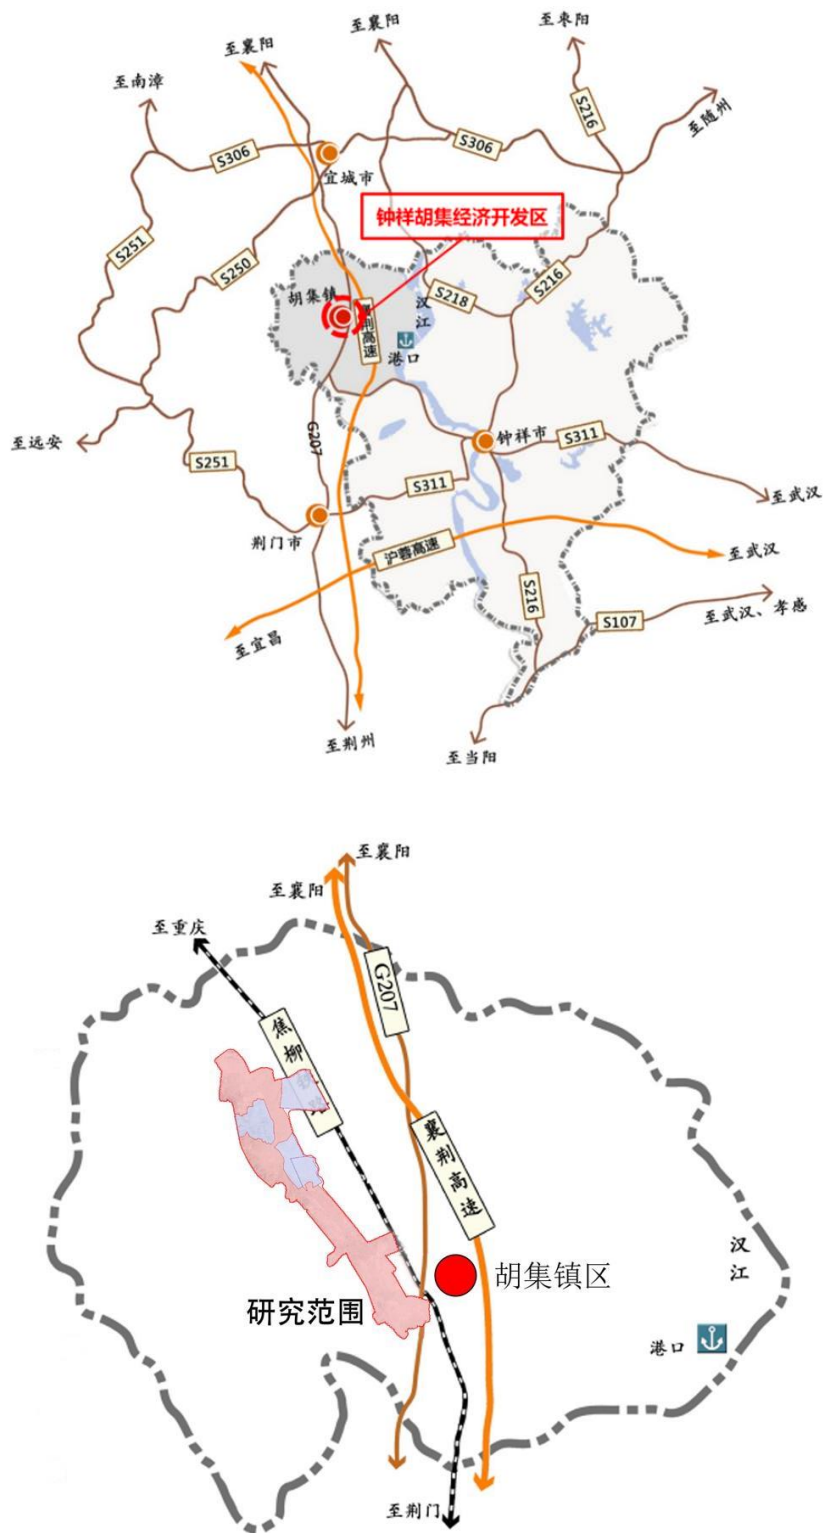 至襄阳
至枣阳
至襄阳
至南漳
S216
至随州
S306
S306
宜城市
钟祥胡集经济开发区
S251
S250
S216
胡集镇
S218
汉江
荆高速
港口
G207
钟祥市
S311
至远安
S251
S311
至武汉
荆门市
沪蓉高速
至武汉
S216
至武汉、孝感
S107
至宜昌
至荆州
至当阳
至襄阳
至襄阳
至重庆
G207
焦柳
襄荆高速
汉江
胡集镇区
研究范围
港口
至荆门